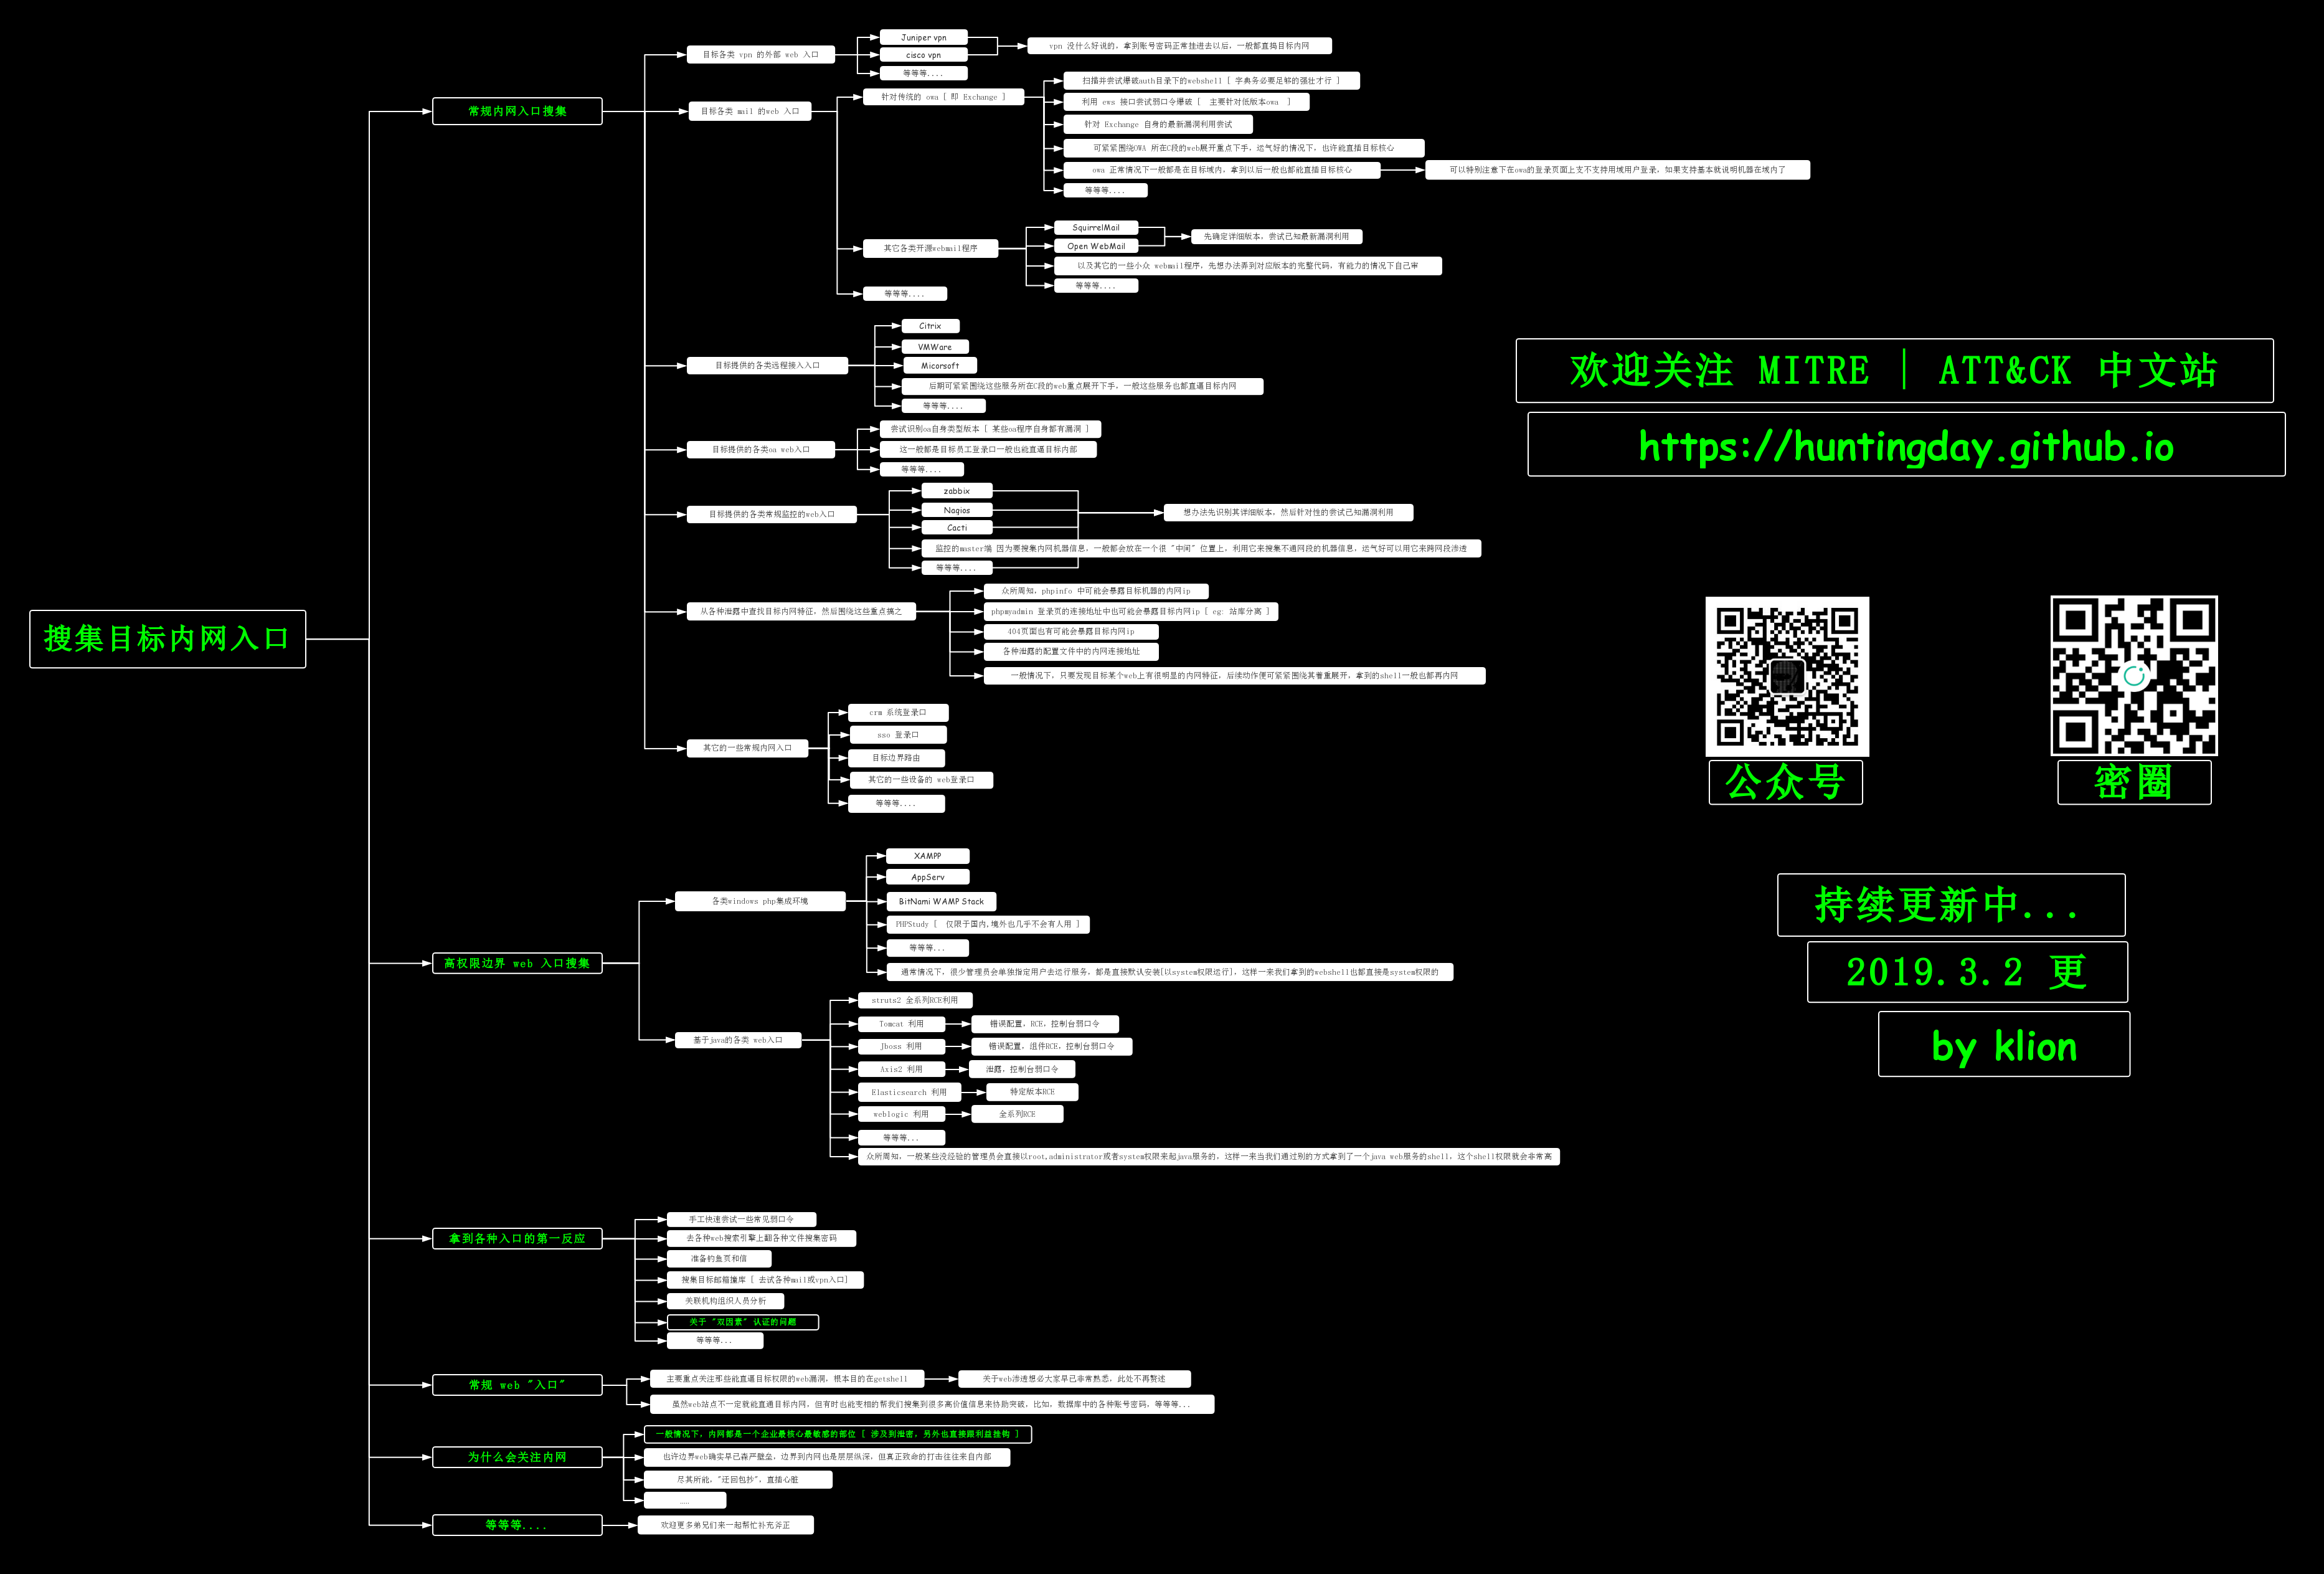 搜集目标内网入口
常规内网入口搜集
目标各类 vpn 的外部 web 入口
Juniper vpn
cisco vpn
等等等....
vpn 没什么好说的，拿到账号密码正常挂进去以后，一般都直捣目标内网
目标各类 mail 的web 入口
针对传统的 owa [ 即 Exchange ]
扫描并尝试爆破auth目录下的webshell [ 字典务必要足够的强壮才行 ]
利用 ews 接口尝试弱口令爆破 [ 主要针对低版本owa ]
针对 Exchange 自身的最新漏洞利用尝试
可紧紧围绕OWA 所在C段的web展开重点下手，运气好的情况下，也许能直插目标核心
owa 正常情况下一般都是在目标域内，拿到以后一般也都能直插目标核心
可以特别注意下在owa的登录页面上支不支持用域用户登录，如果支持基本就说明机器在域内了
等等等....
其它各类开源webmail程序
SquirrelMail
Open WebMail
先确定详细版本，尝试已知最新漏洞利用
以及其它的一些小众 webmail程序，先想办法弄到对应版本的完整代码，有能力的情况下自己审
等等等....
等等等....
目标提供的各类远程接入入口
Citrix
VMWare
Micorsoft
后期可紧紧围绕这些服务所在C段的web重点展开下手，一般这些服务也都直逼目标内网
等等等....
目标提供的各类oa web入口
尝试识别oa自身类型版本 [ 某些oa程序自身都有漏洞 ]
这一般都是目标员工登录口一般也能直逼目标内部
等等等....
目标提供的各类常规监控的web入口
zabbix
Nagios
Cacti
想办法先识别其详细版本，然后针对性的尝试已知漏洞利用
监控的master端 因为要搜集内网机器信息，一般都会放在一个很 "中间" 位置上，利用它来搜集不通网段的机器信息，运气好可以用它来跨网段渗透
等等等....
从各种泄露中查找目标内网特征，然后围绕这些重点搞之
众所周知，phpinfo 中可能会暴露目标机器的内网ip
phpmyadmin 登录页的连接地址中也可能会暴露目标内网ip [ eg: 站库分离 ]
404页面也有可能会暴露目标内网ip
各种泄露的配置文件中的内网连接地址
一般情况下，只要发现目标某个web上有很明显的内网特征，后续动作便可紧紧围绕其着重展开，拿到的shell一般也都再内网
其它的一些常规内网入口
crm 系统登录口
sso 登录口
目标边界路由
其它的一些设备的 web登录口
等等等....
高权限边界 web 入口搜集
各类windows php集成环境
XAMPP
AppServ
BitNami WAMP Stack
PHPStudy [ 仅限于国内,境外也几乎不会有人用 ]
等等等...
通常情况下，很少管理员会单独指定用户去运行服务，都是直接默认安装[以system权限运行]，这样一来我们拿到的webshell也都直接是system权限的
基于java的各类 web入口
struts2 全系列RCE利用
Tomcat 利用
错误配置，RCE，控制台弱口令
Jboss 利用
错误配置，组件RCE，控制台弱口令
Axis2 利用
泄露，控制台弱口令
Elasticsearch 利用
特定版本RCE
weblogic 利用
全系列RCE
等等等...
众所周知，一般某些没经验的管理员会直接以root,administrator或者system权限来起java服务的，这样一来当我们通过别的方式拿到了一个java web服务的shell，这个shell权限就会非常高
拿到各种入口的第一反应
手工快速尝试一些常见弱口令
去各种web搜索引擎上翻各种文件搜集密码
准备钓鱼页和信
搜集目标邮箱撞库 [ 去试各种mail或vpn入口]
关联机构组织人员分析
关于 "双因素" 认证的问题
等等等...
常规 web "入口"
主要重点关注那些能直逼目标权限的web漏洞，根本目的在getshell
关于web渗透想必大家早已非常熟悉，此处不再赘述
虽然web站点不一定就能直通目标内网，但有时也能变相的帮我们搜集到很多高价值信息来协助突破，比如，数据库中的各种账号密码，等等等...
为什么会关注内网
一般情况下，内网都是一个企业最核心最敏感的部位 [ 涉及到泄密，另外也直接跟利益挂钩 ]
也许边界web确实早已森严壁垒，边界到内网也是层层纵深，但真正致命的打击往往来自内部
尽其所能，"迂回包抄"，直插心脏
.....
等等等....
欢迎更多弟兄们来一起帮忙补充斧正
欢迎关注 MITRE | ATT&CK 中文站
https://huntingday.github.io
公众号
密圈
持续更新中...
2019.3.2 更
by klion